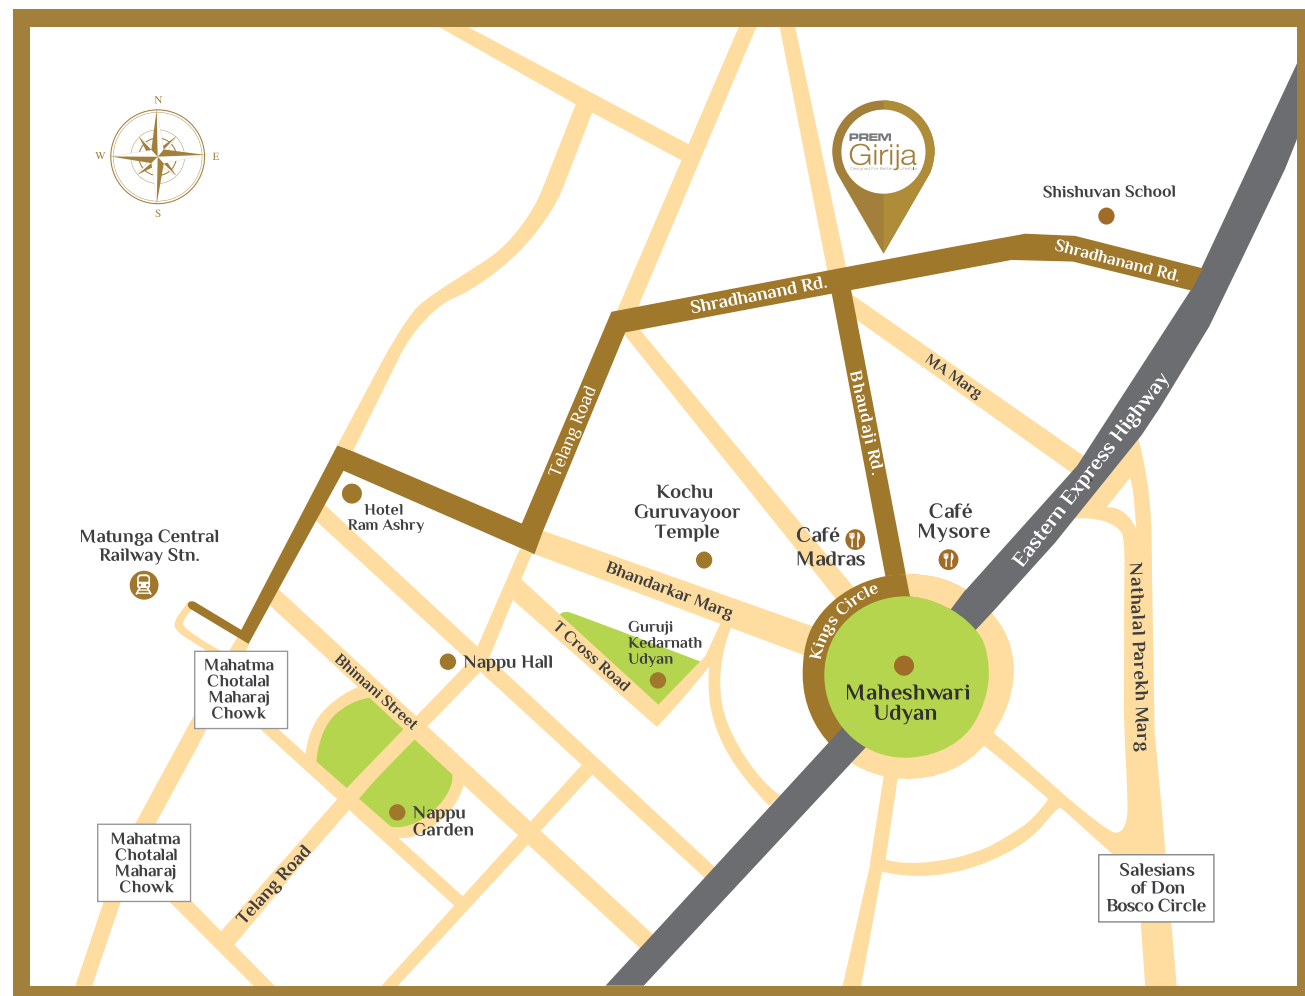 N
W
E
S
PREM
Girija
Shishuvan School
Shradhanand Rd.
Shradhanand Rd.
MA Marg
Bhaudaji Rd.
Telang Road
Eastern Express Highway
Hotel
Ram Ashry
Kochu
Guruvayoor
Temple
Café
Madras
Café
Mysore
Matunga Central
Railway Stn.
Bhandarkar Marg
Kings Circle
Nathalal Parekh Marg
T Cross Road
Guruji
Kedarnath
Udyan
Nappu Hall
Maheshwari
Udyan
Mahatma
Chotalal
Maharaj
Chowk
Bhimani Street
Nappu
Garden
Mahatma
Chotalal
Maharaj
Chowk
Telang Road
Salesians
of Don
Bosco Circle